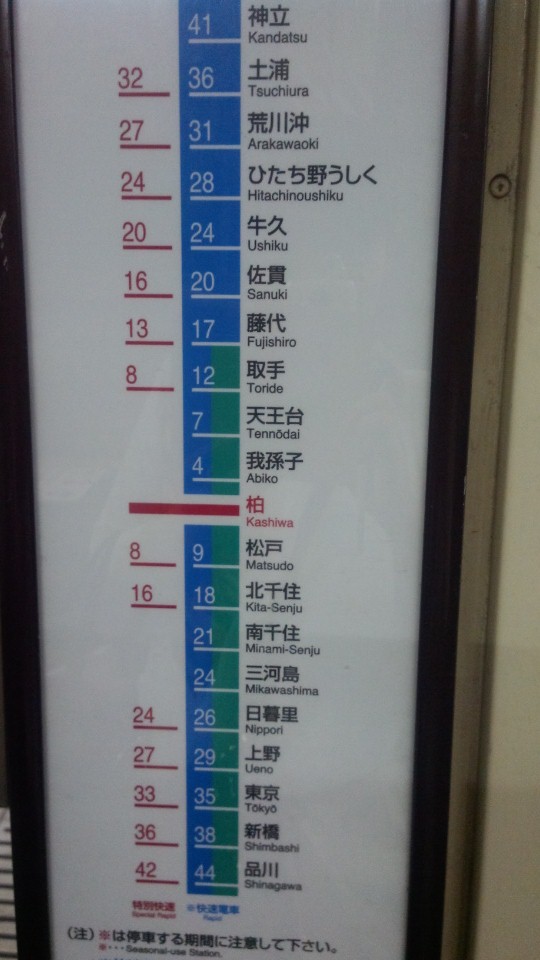 41 神立
Kandatsu
32 36 土浦
Tsuchiura
27 31 荒川沖
Arakawaoki
24 28 ひたち野うしく
Hitachinoushiku
20 24 牛久
Ushiku
16 20 佐貫
Sanuki
13 17 藤代
Fujishiro
8 12 取手
Toride
7 天王台
Tennōdai
4 我孫子
Abiko
柏
Kashiwa
8 9 松戸
Matsudo
16 18 北千住
Kita-Senju
21 南千住
Minami-Senju
24 三河島
Mikawashima
24 26 日暮里
Nippori
27 29 上野
Ueno
33 35 東京
Tōkyō
36 38 新橋
Shimbashi
42 44 品川
Shinagawa
特別快速 ※快速電車
Special Rapid Rapid
(注)※は停車する期間に注意して下さい。
※・・・Seasonal-use Station.